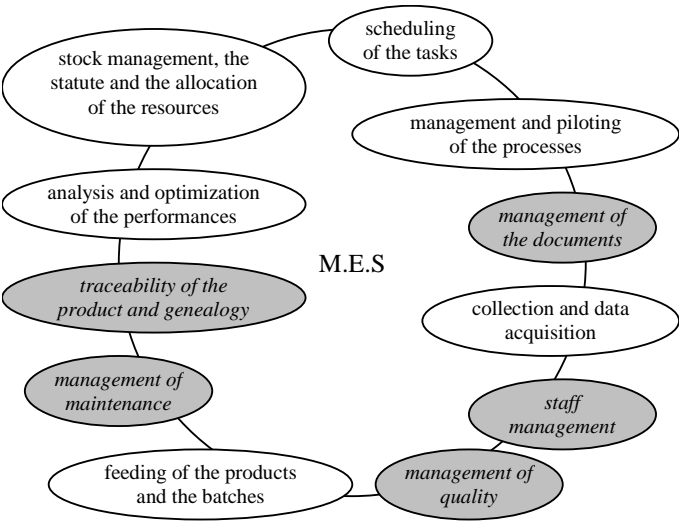 scheduling
of the tasks
stock management, the
statute and the allocation
of the resources
management and piloting
of the processes
analysis and optimization
of the performances
management of
the documents
M.E.S
traceability of the
product and genealogy
collection and data
acquisition
management of
maintenance
staff
management
feeding of the products
and the batches
management of
quality